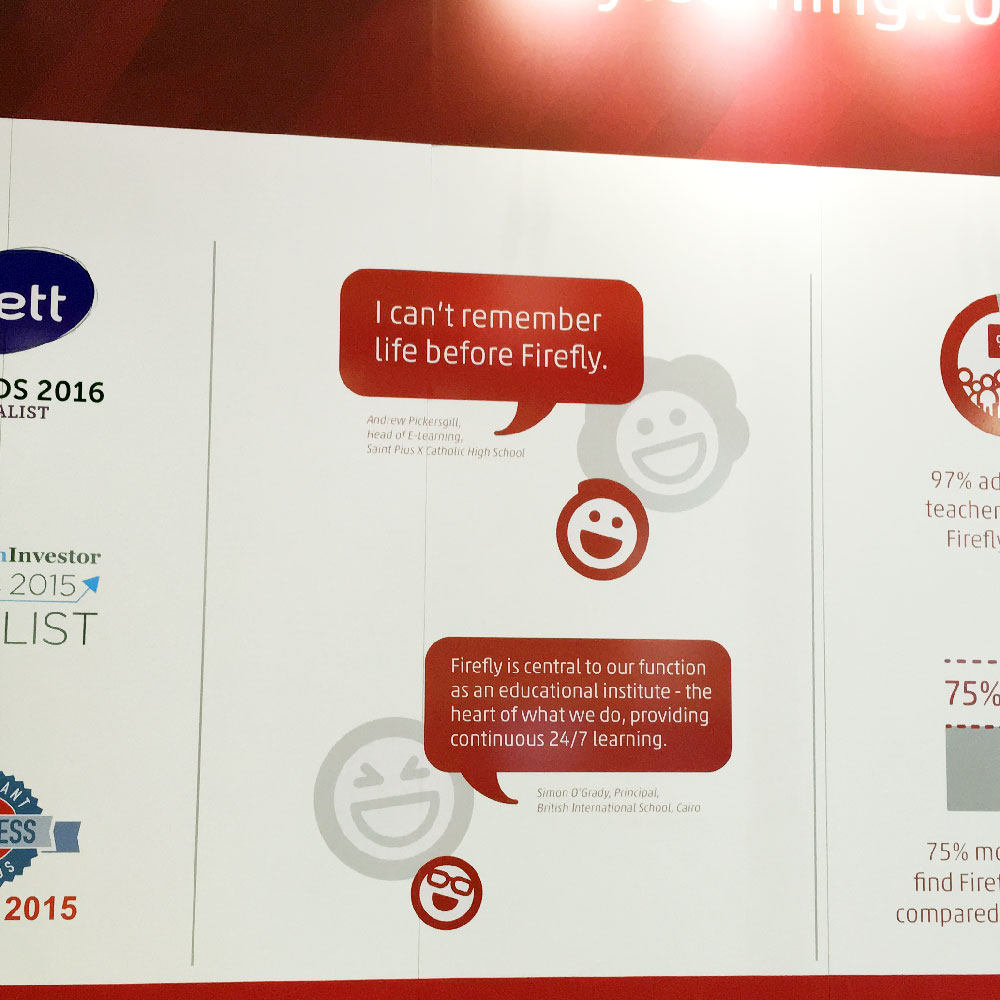 ett
DS 2016
ALIST
Investor
2015
LIST
ANT
ESS
2015
I can't remember
life before Firefly.
Andrew Pickersgill,
Head of E-Learning,
Saint Pius X Catholic High School
Firefly is central to our function
as an educational institute - the
heart of what we do, providing
continuous 24/7 learning.
Simon O'Grady, Principal,
British International School, Cairo
97% ad
teacher
Firefly
75%
75% mo
find Firef
compared